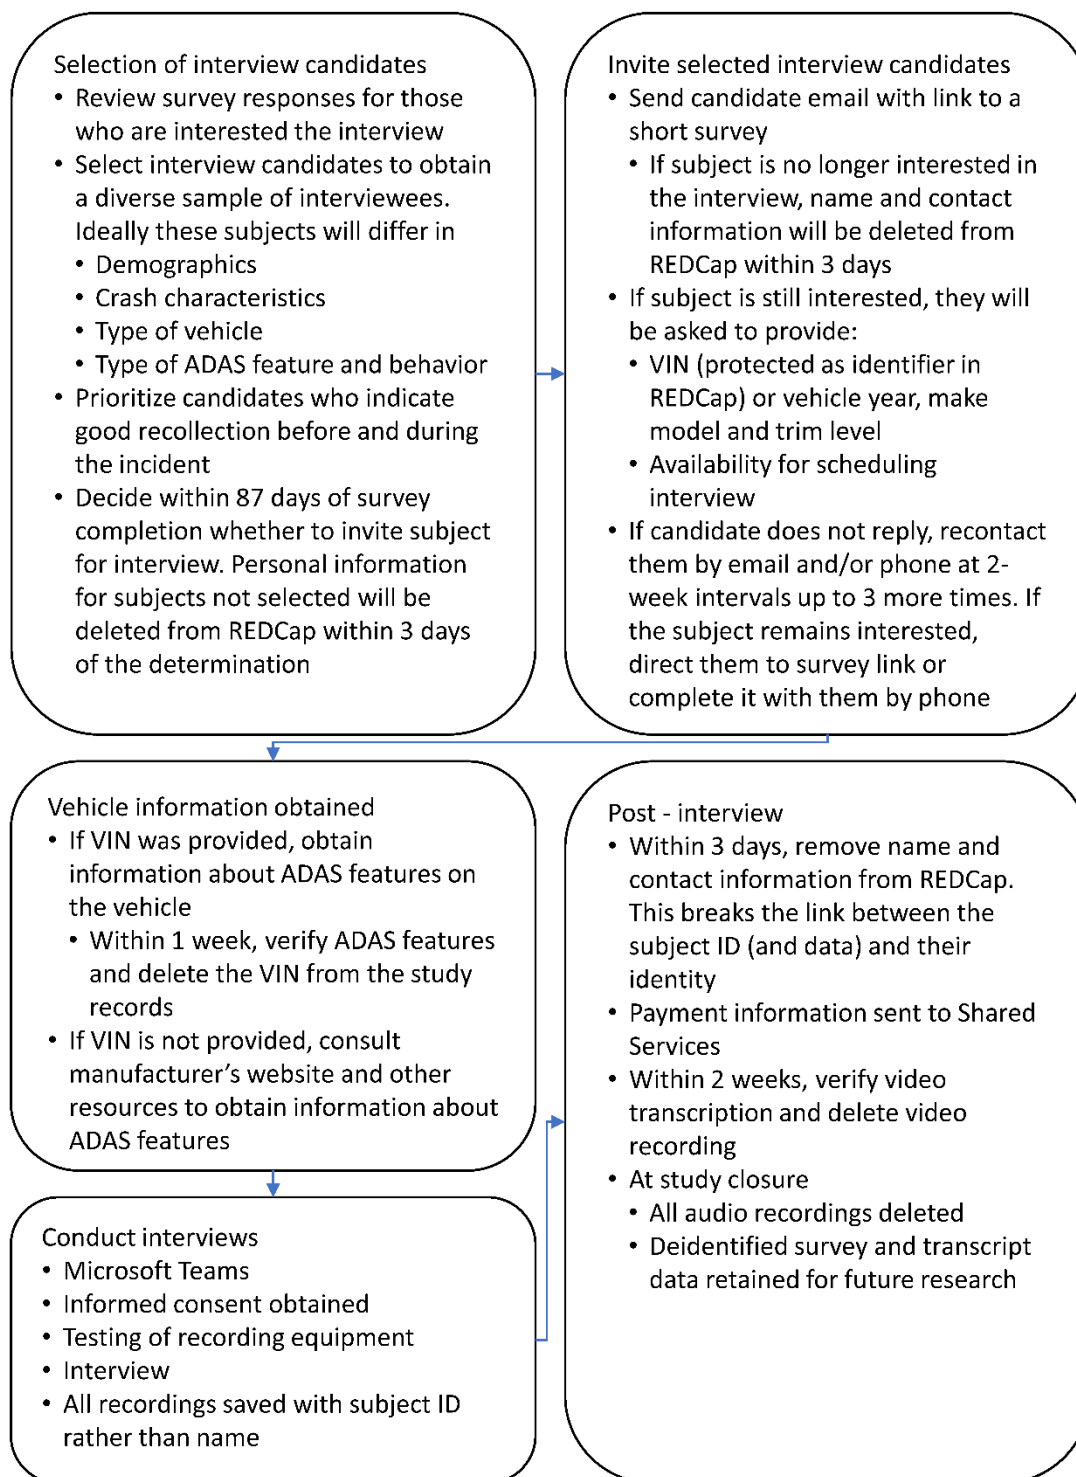 Selection of interview candidates
• Review survey responses for those
who are interested the interview
• Select interview candidates to obtain
a diverse sample of interviewees.
Ideally these subjects will differ in
• Demographics
• Crash characteristics
• Type of vehicle
• Type of ADAS feature and behavior
• Prioritize candidates who indicate
good recollection before and during
the incident
• Decide within 87 days of survey
completion whether to invite subject
for interview. Personal information
for subjects not selected will be
deleted from REDCap within 3 days
of the determination
Invite selected interview candidates
• Send candidate email with link to a
short survey
• If subject is no longer interested in
the interview, name and contact
information will be deleted from
REDCap within 3 days
• If subject is still interested, they will
be asked to provide:
• VIN (protected as identifier in
REDCap) or vehicle year, make
model and trim level
• Availability for scheduling
interview
• If candidate does not reply, recontact
them by email and/or phone at 2-
week intervals up to 3 more times. If
the subject remains interested,
direct them to survey link or
complete it with them by phone
Vehicle information obtained
• If VIN was provided, obtain
information about ADAS features on
the vehicle
• Within 1 week, verify ADAS features
and delete the VIN from the study
records
• If VIN is not provided, consult
manufacturer’s website and other
resources to obtain information about
ADAS features
Conduct interviews
• Microsoft Teams
• Informed consent obtained
• Testing of recording equipment
• Interview
• All recordings saved with subject ID
rather than name
Post - interview
• Within 3 days, remove name and
contact information from REDCap.
This breaks the link between the
subject ID (and data) and their
identity
• Payment information sent to Shared
Services
• Within 2 weeks, verify video
transcription and delete video
recording
• At study closure
• All audio recordings deleted
• Deidentified survey and transcript
data retained for future research